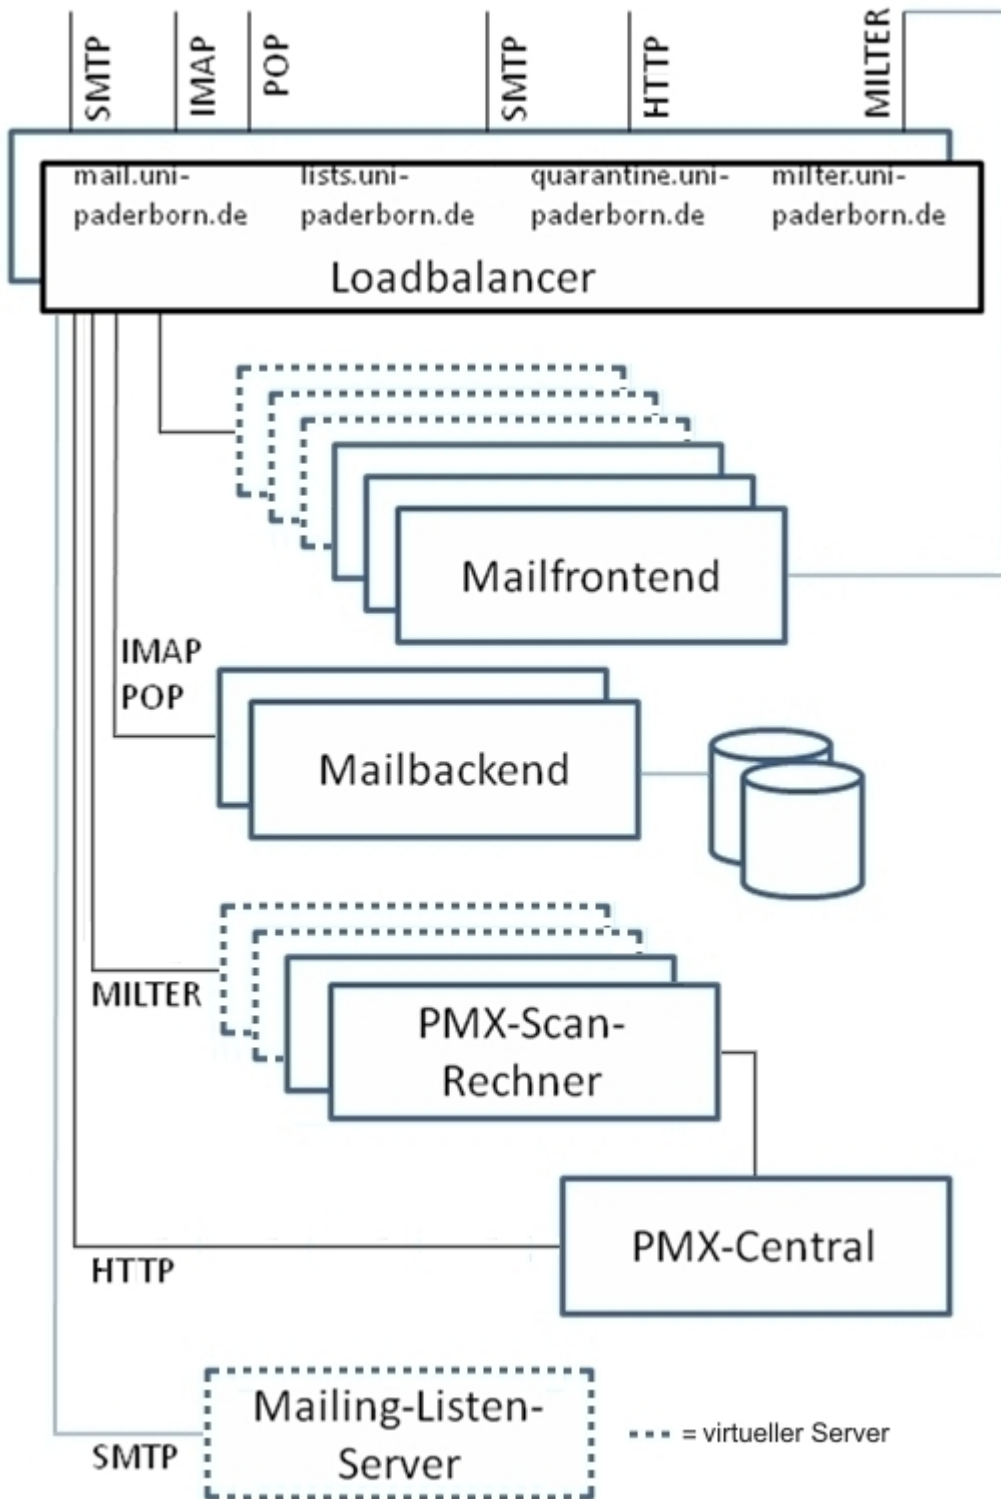 SMTP
IMAP
POP
SMTP
HTTP
MILTER
mail.uni-
paderborn.de
lists.uni-
paderborn.de
quarantine.uni-
paderborn.de
milter.uni-
paderborn.de
Loadbalancer
Mailfrontend
IMAP
POP
Mailbackend
MILTER
PMX-Scan-
Rechner
PMX-Central
HTTP
Mailing-Listen-
Server
= virtueller Server
SMTP